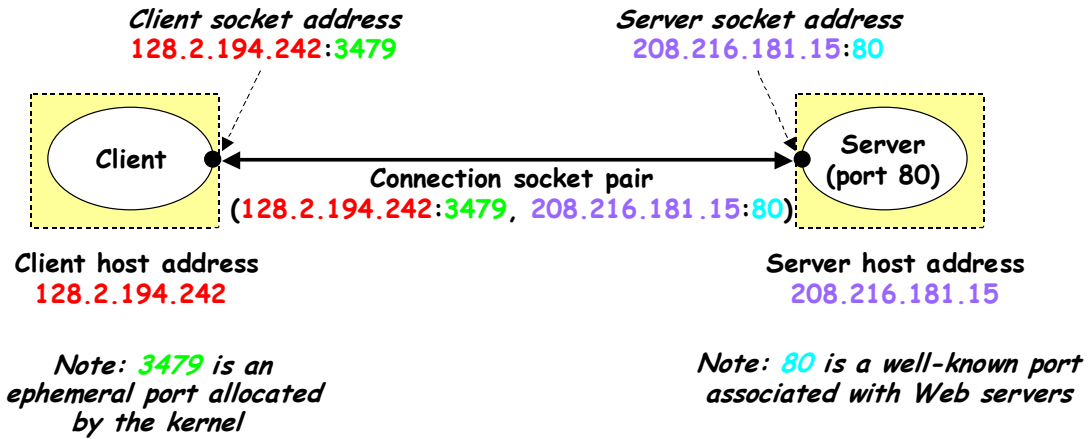 Client socket address
128.2.194.242:3479
Server socket address
208.216.181.15:80
Client
Server
(port 80)
Connection socket pair
(128.2.194.242:3479, 208.216.181.15:80)
Client host address
128.2.194.242
Server host address
208.216.181.15
Note: 3479 is an
ephemeral port allocated
by the kernel
Note: 80 is a well-known port
associated with Web servers